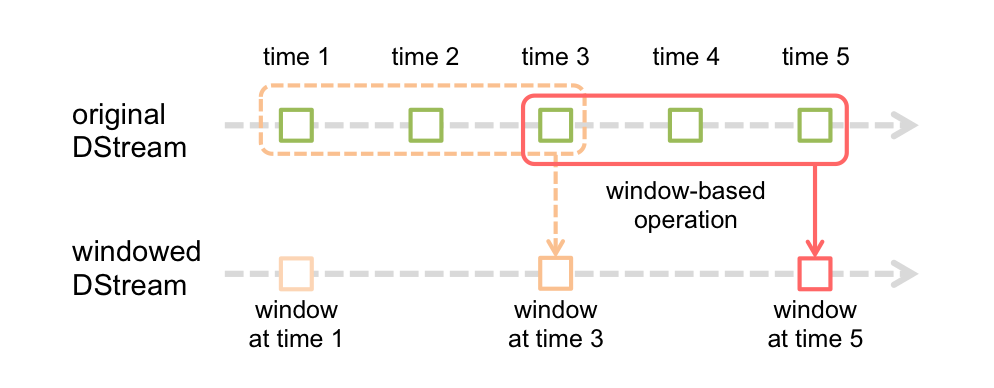 time 1 time 2 time 3 time 4 time 5
original
DStream
window-based
operation
windowed
DStream
window
at time 1
window
at time 3
window
at time 5